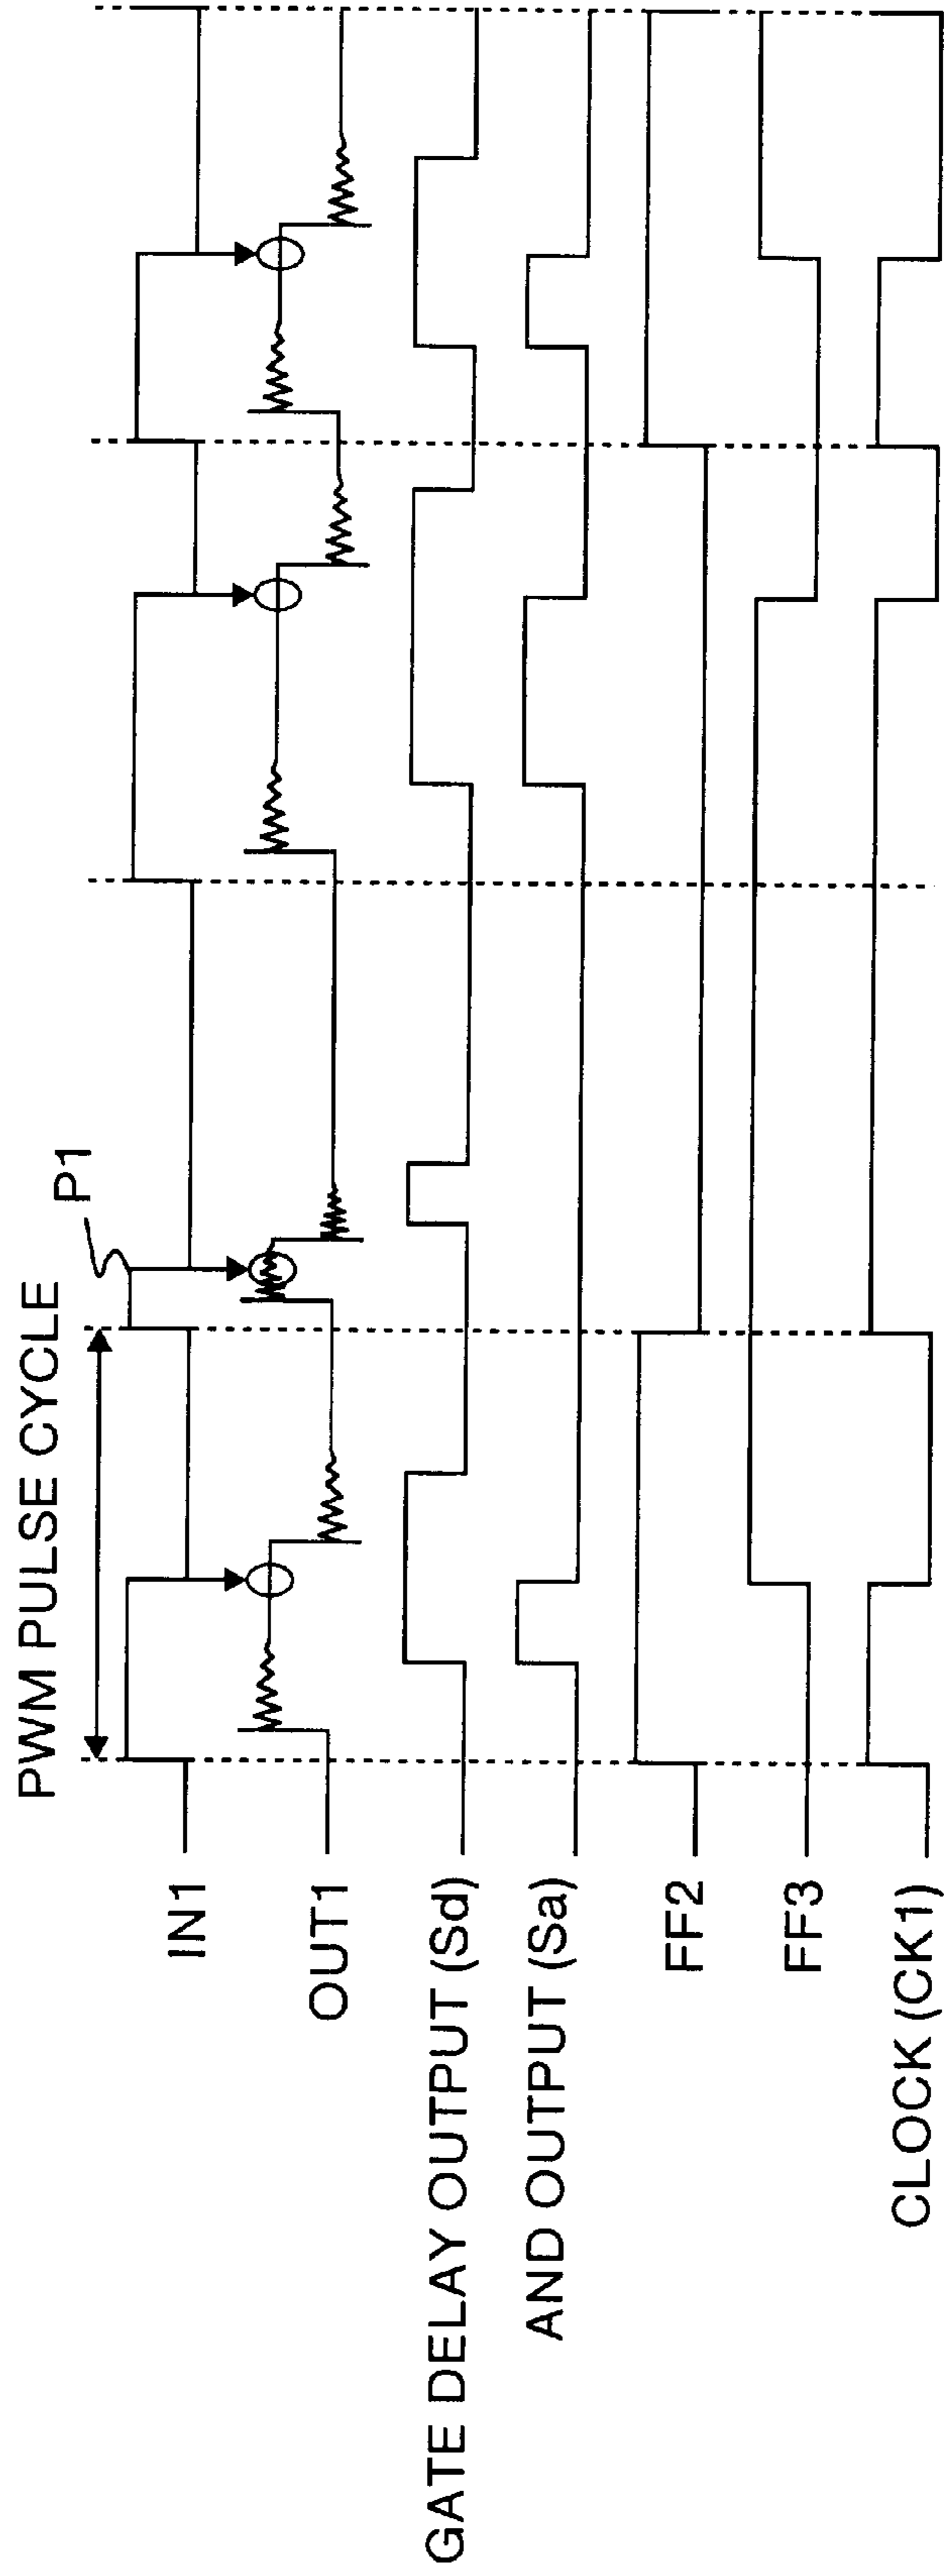 PWM PULSE CYCLE
P1
IN1
OUT1
GATE DELAY OUTPUT (Sd)
AND OUTPUT (Sa)
FF2
FF3
CLOCK (CK1)